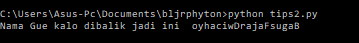 C:\Users\Asus-Pc\Documents\bljrphyton>python tips2.py
Nama Gue kalo dibalik jadi ini  oyhaciwDrajaFsugaB